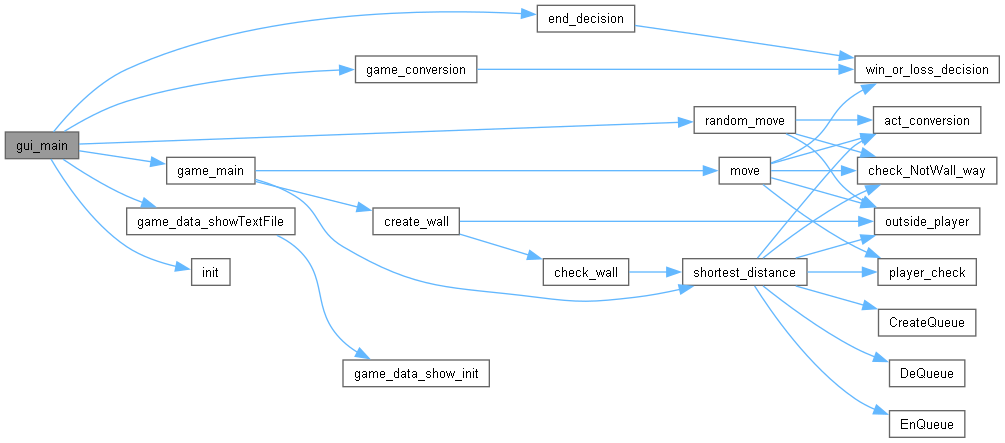 end_decision
game_conversion
win_or_loss_decision
random_move
act_conversion
gui_main
game_main
move
check_NotWall_way
game_data_showTextFile
create_wall
outside_player
init
check_wall
shortest_distance
player_check
CreateQueue
game_data_show_init
DeQueue
EnQueue